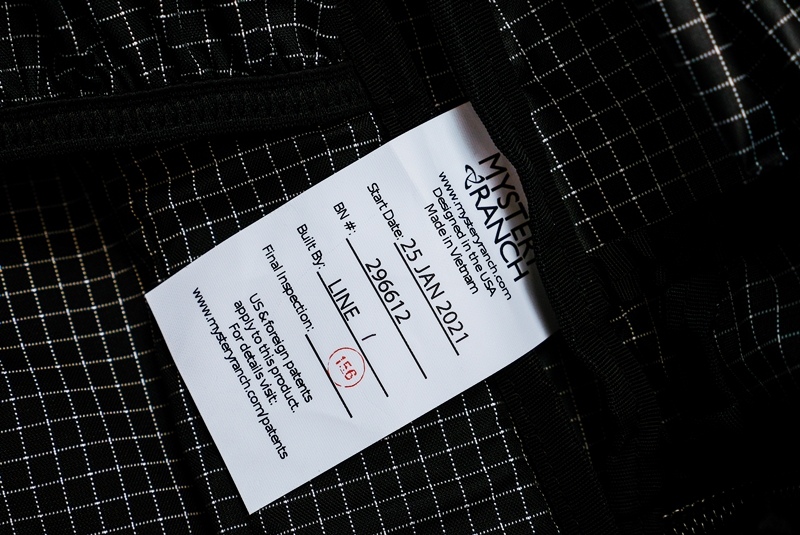 MYSTERY
RANCH
www.mysteryranch.com
Designed in the USA
Made in Vietnam
Start Date: 25 JAN 2021
BN #: 296612
Built By: LINE 1
Final Inspection: 156
US & foreign patents
apply to this product.
For details visit:
www.mysteryranch.com/patents